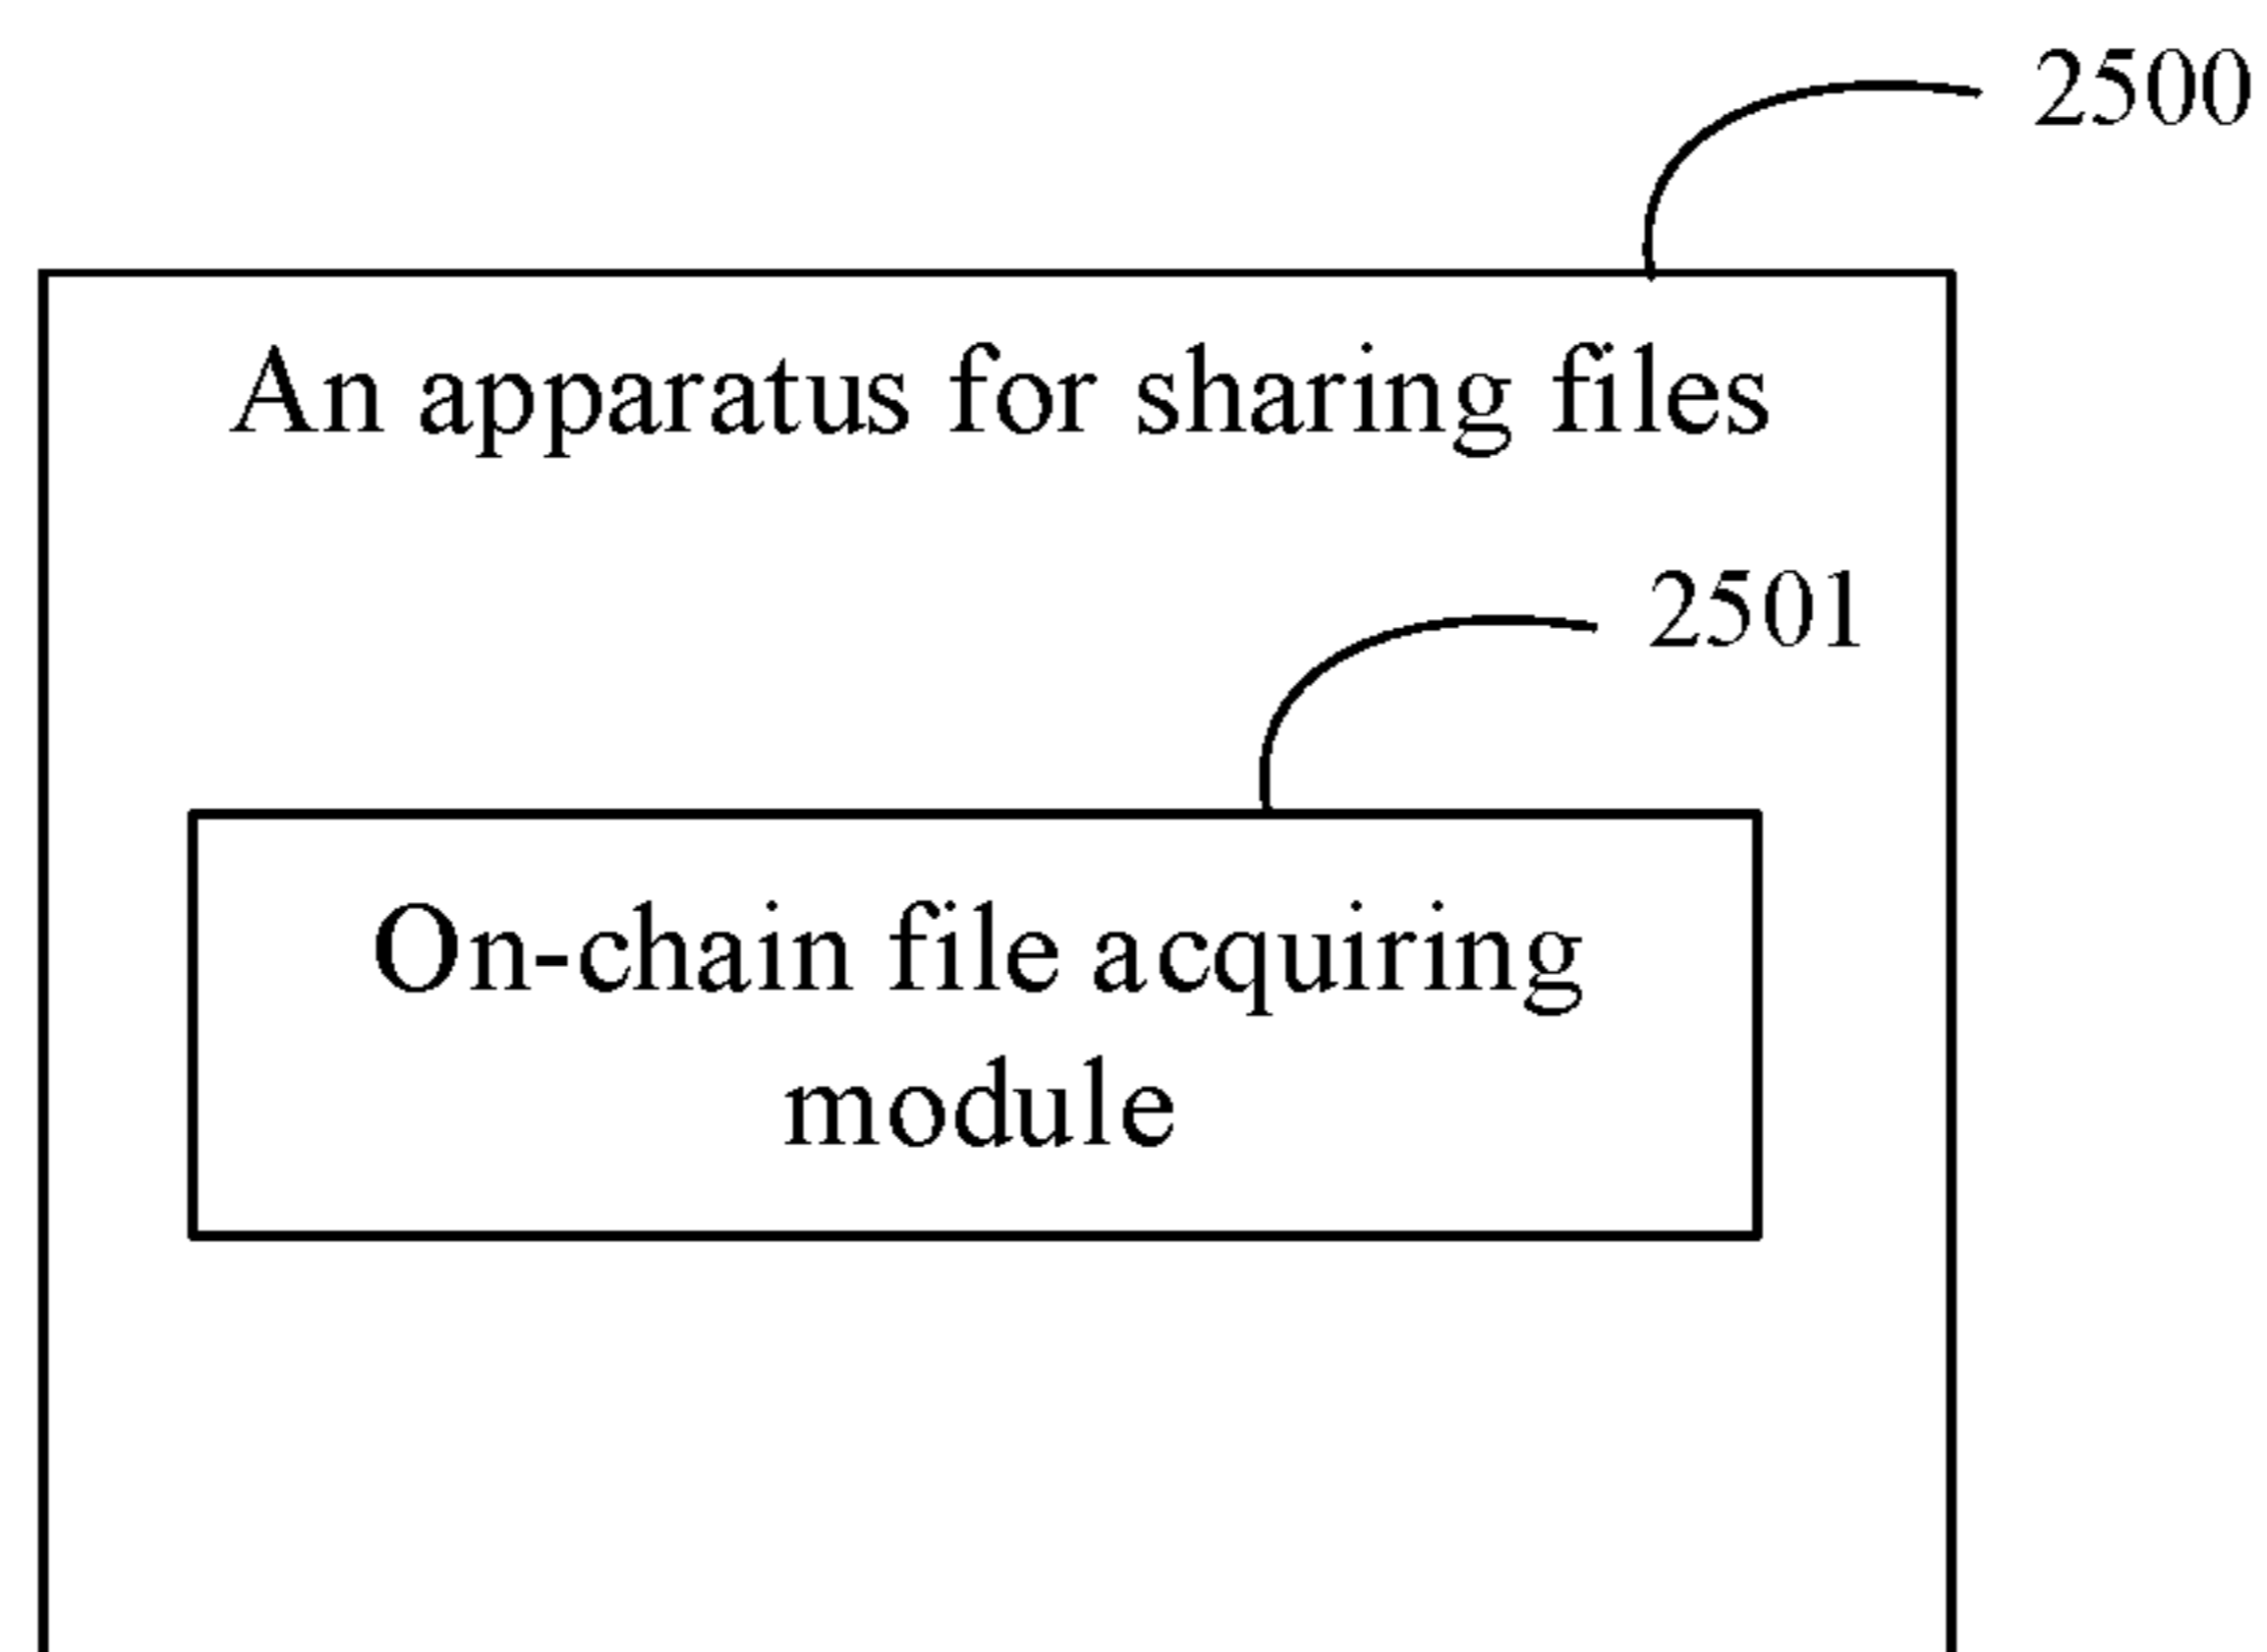 2500
An apparatus for sharing files
2501
On-chain file acquiring
module